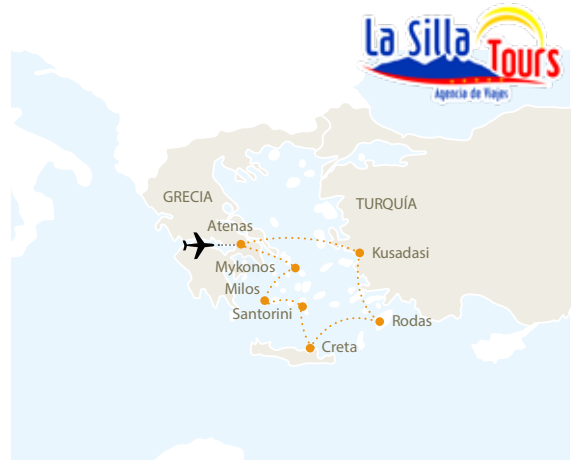 La Silla
Tours
Agencia de Viajes
GRECIA
TURQUÍA
Atenas
Kusadasi
Mykonos
Milos
Santorini
Rodas
Creta